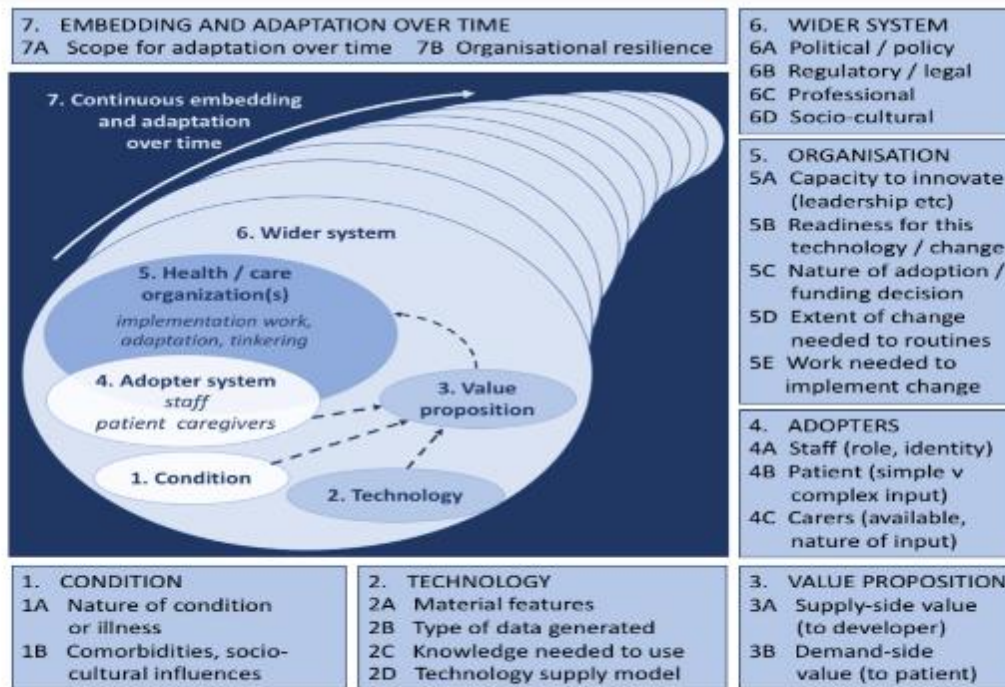 7. EMBEDDING AND ADAPTATION OVER TIME
7A Scope for adaptation over time 7B Organisational resilience
7. Continuous embedding
and adaptation
over time
6. Wider system
5. Health / care
organization(s)
implementation work,
adaptation, tinkering
4. Adopter system
staff
patient caregivers
3. Value
proposition
1. Condition
2. Technology
6. WIDER SYSTEM
6A Political / policy
6B Regulatory / legal
6C Professional
6D Socio-cultural
5. ORGANISATION
5A Capacity to innovate
(leadership etc)
5B Readiness for this
technology / change
5C Nature of adoption /
funding decision
5D Extent of change
needed to routines
5E Work needed to
implement change
4. ADOPTERS
4A Staff (role, identity)
4B Patient (simple v
complex input)
4C Carers (available,
nature of input)
1. CONDITION
1A Nature of condition
or illness
1B Comorbidities, socio-
cultural influences
2. TECHNOLOGY
2A Material features
2B Type of data generated
2C Knowledge needed to use
2D Technology supply model
3. VALUE PROPOSITION
3A Supply-side value
(to developer)
3B Demand-side
value (to patient)